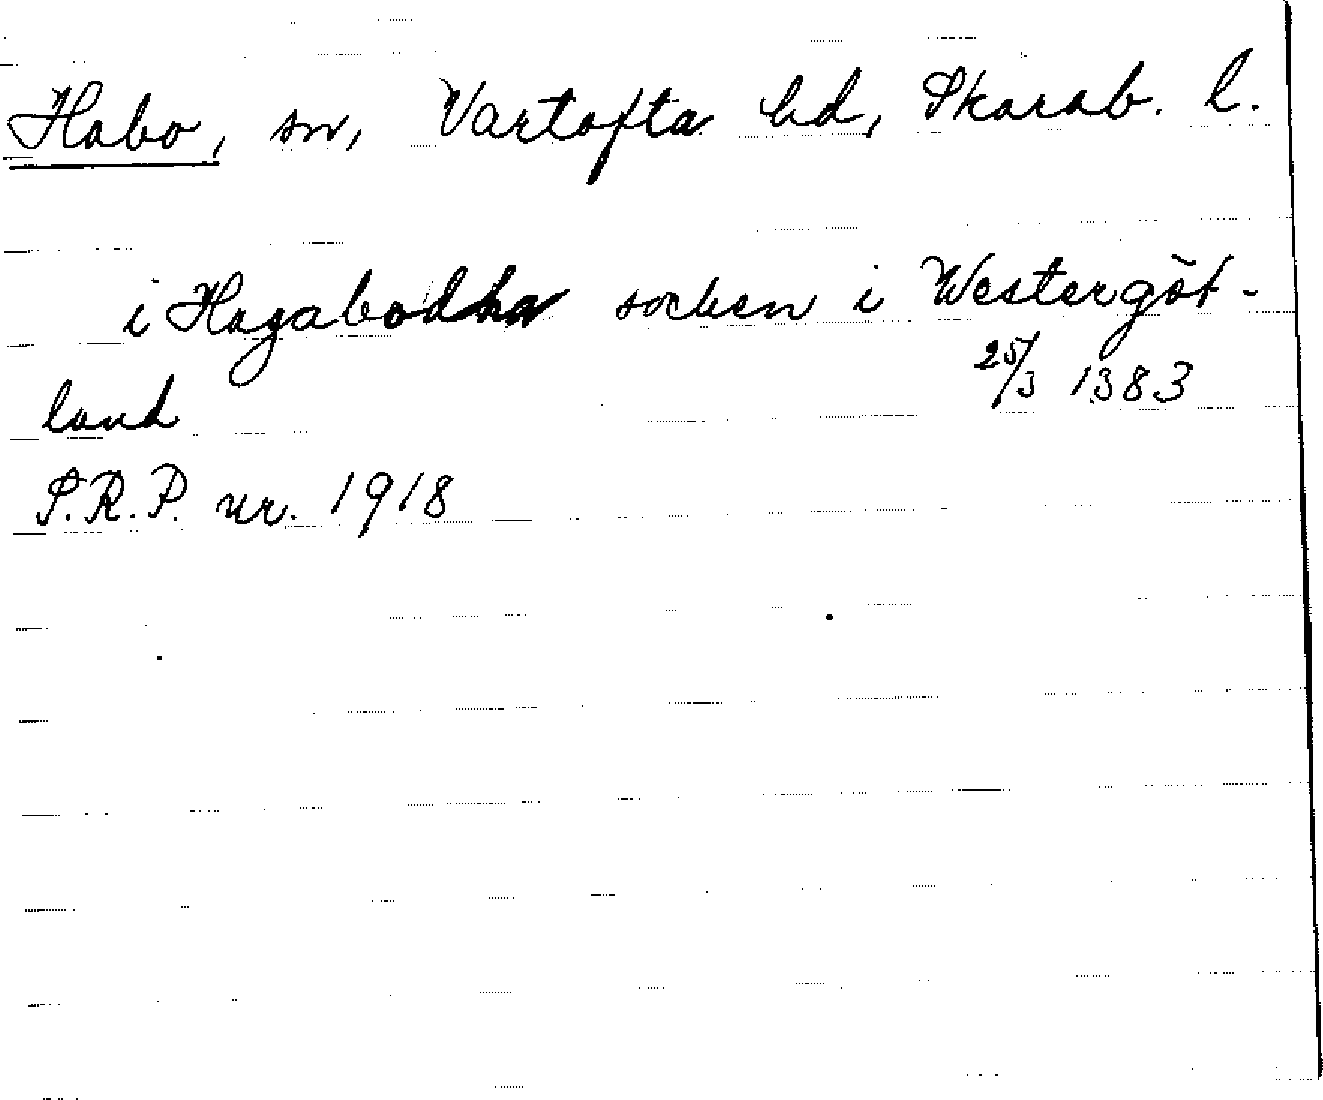 Habo, sn, Vartofta hd, Skarab. l.
i Hagabodha socken i Westergöt-
land 25/3 1383
S.R.P. nr. 1918